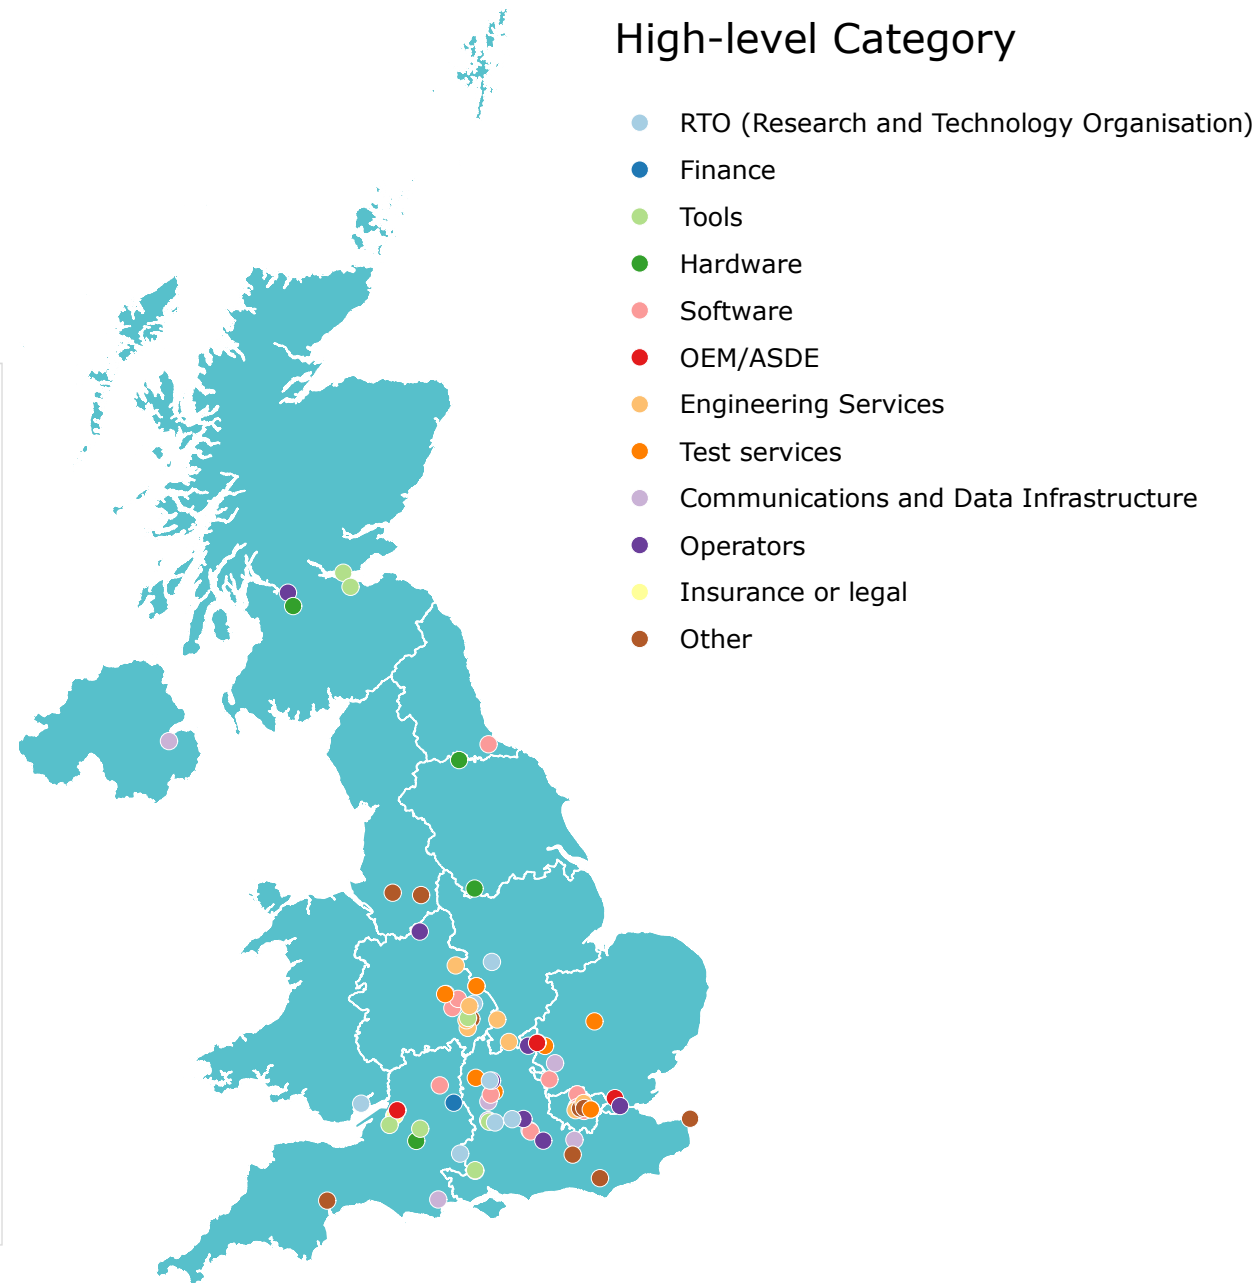 High-level Category
RTO (Research and Technology Organisation)
Finance
Tools
Hardware
Software
OEM/ASDE
Engineering Services
Test services
Communications and Data Infrastructure
Operators
Insurance or legal
Other